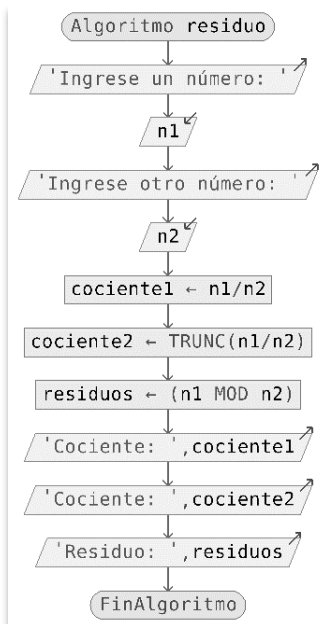 Algoritmo residuo
'Ingrese un número: '
n1
'Ingrese otro número: '
n2
cociente1 ← n1/n2
cociente2 ← TRUNC(n1/n2)
residuos ← (n1 MOD n2)
'Cociente: ',cociente1
'Cociente: ',cociente2
'Residuo: ',residuos
FinAlgoritmo